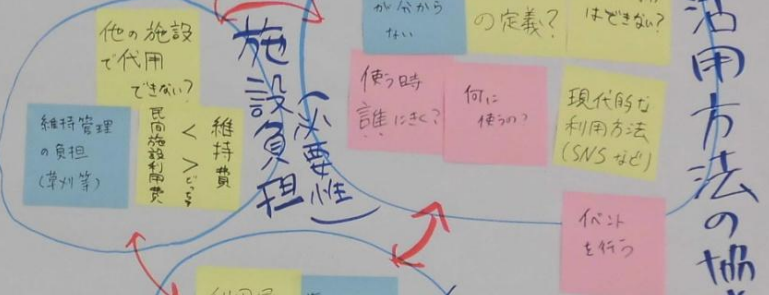 他の施設
で代用
できない?
維持管理
の負担
(草刈等)
維持費
< >どっち
民間施設利用費
施設負担
(必要性)
が分から
ない
の定義?
はできない?
使う時
誰にきく?
何に
使うの?
現代的な
利用方法
(SNSなど)
イベント
を行う
活用方法の協